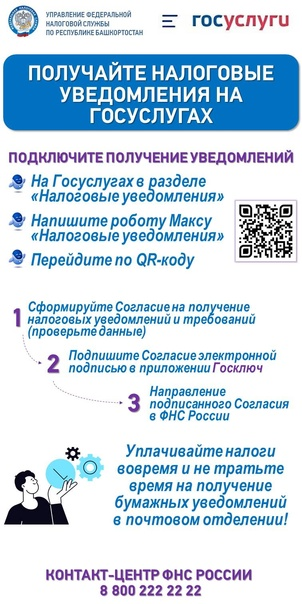 УПРАВЛЕНИЕ ФЕДЕРАЛЬНОЙ
НАЛОГОВОЙ СЛУЖБЫ
ПО РЕСПУБЛИКЕ БАШКОРТОСТАН
госуслуги
ПОЛУЧАЙТЕ НАЛОГОВЫЕ
УВЕДОМЛЕНИЯ НА
ГОСУСЛУГАХ
ПОДКЛЮЧИТЕ ПОЛУЧЕНИЕ УВЕДОМЛЕНИЙ
На Госуслугах в разделе
«Налоговые уведомления»
Напишите роботу Максу
«Налоговые уведомления»
Перейдите по QR-коду
1 Сформируйте Согласие на получение
налоговых уведомлений и требований
(проверьте данные)
2 Подпишите Согласие электронной
подписью в приложении Госключ
3 Направление
подписанного Согласия
в ФНС России
Уплачивайте налоги
вовремя и не тратьте
время на получение
бумажных уведомлений
в почтовом отделении!
КОНТАКТ-ЦЕНТР ФНС РОССИИ
8 800 222 22 22